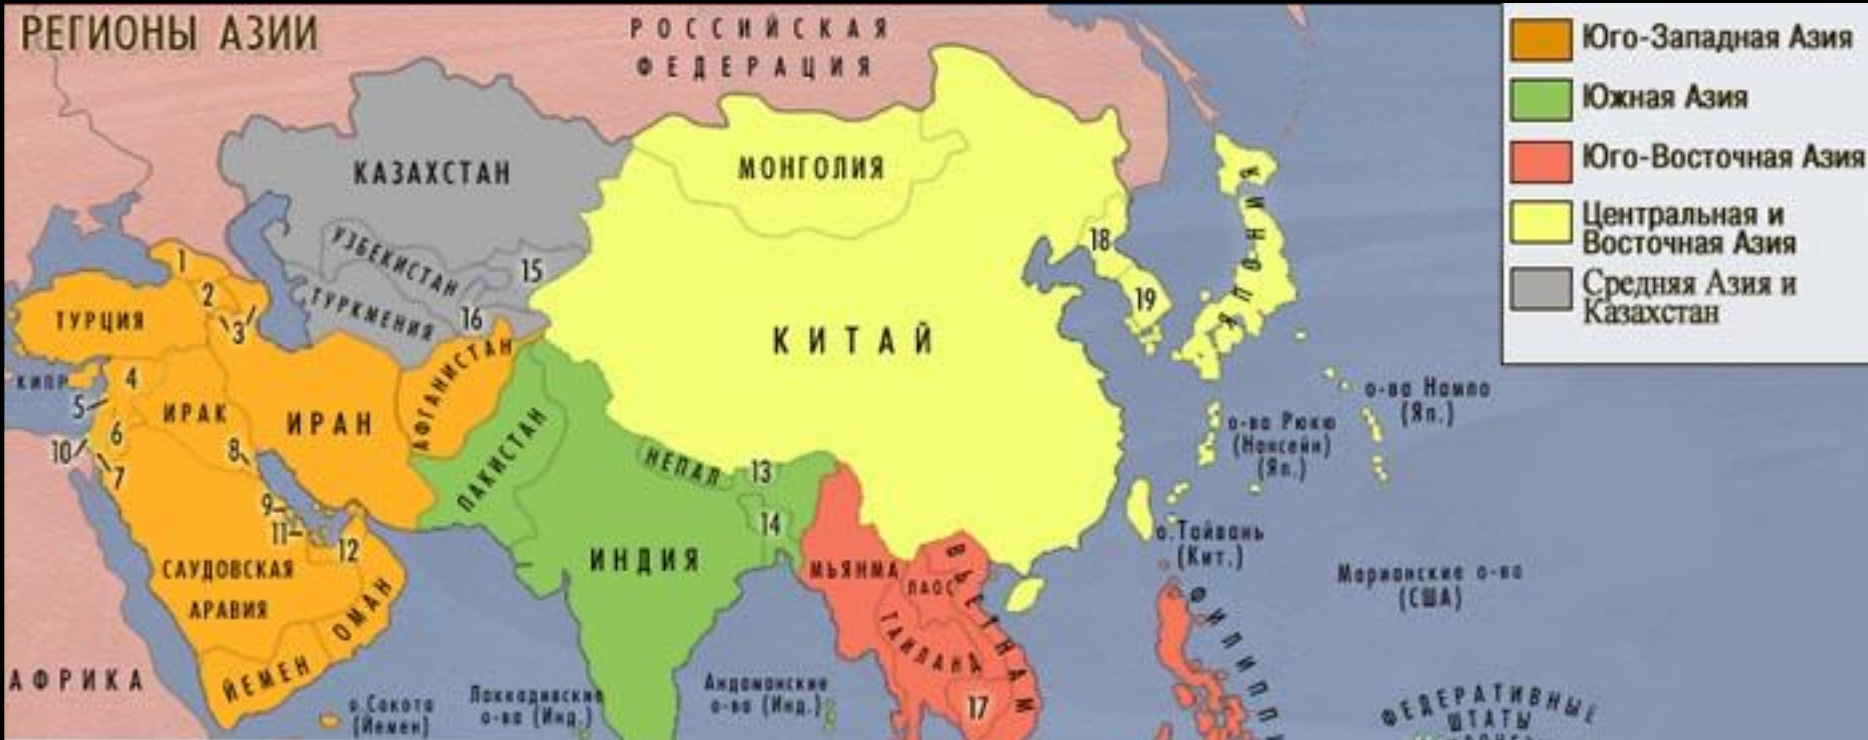 РЕГИОНЫ АЗИИ
РОССИЙСКАЯ
ФЕДЕРАЦИЯ
Юго-Западная Азия
Южная Азия
Юго-Восточная Азия
Центральная и
Восточная Азия
Средняя Азия и
Казахстан
КАЗАХСТАН
МОНГОЛИЯ
УЗБЕКИСТАН
ТУРКМЕНИЯ
15
16
18
19
ЯПОНИЯ
1
2
3
ТУРЦИЯ
КИТАЙ
КИПР
4
5
6
ИРАК
ИРАН
АФГАНИСТАН
10
7
8
9
11
12
ПАКИСТАН
НЕПАЛ
13
14
о-ва Нампо
(Яп.)
о-ва Рюкю
(Нансейн)
(Яп.)
о.Тайвань
(Кит.)
ИНДИЯ
САУДОВСКАЯ
АРАВИЯ
ОМАН
ЙЕМЕН
МЬЯНМА
ЛАОС
ВЬЕТНАМ
ТАИЛАНД
17
Марианские о-ва
(США)
АФРИКА
о.Сокота
(Йемен)
Лаккадивские
о-ва (Инд.)
Андаманские
о-ва (Инд.)
ФЕДЕРАТИВНЫЕ
ШТАТЫ